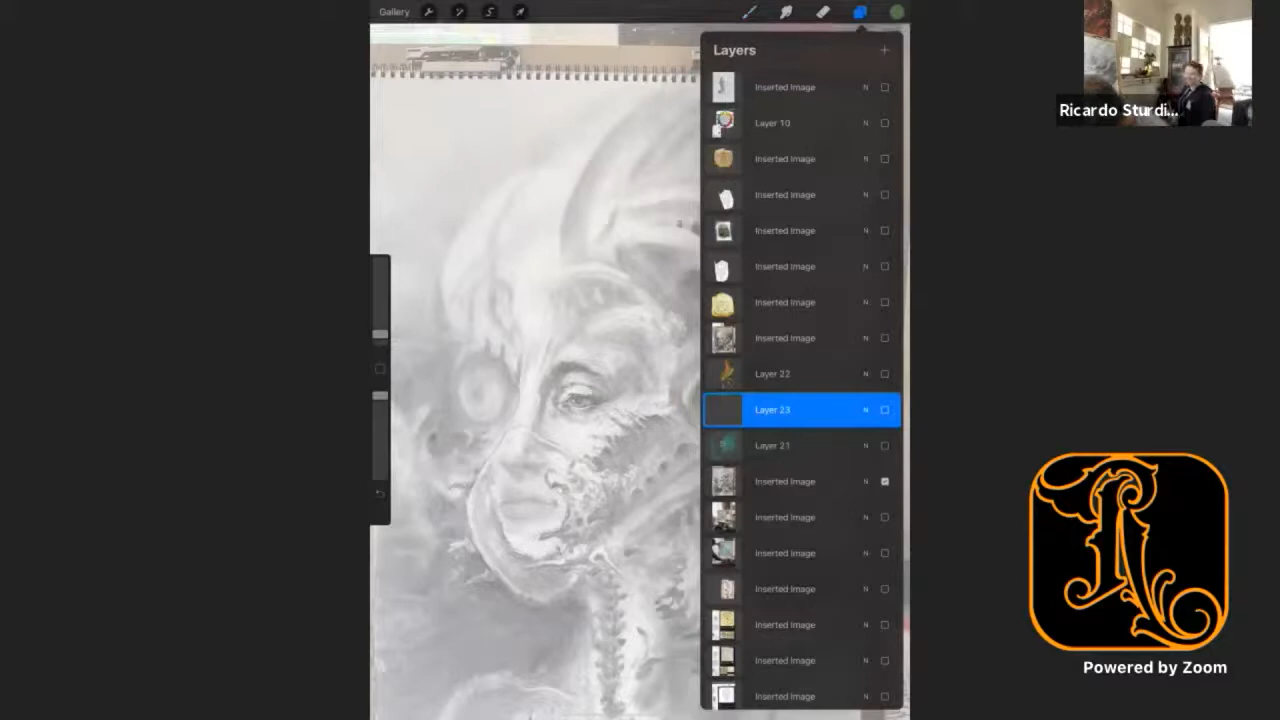 Gallery
Layers
Inserted Image N
Layer 10 N
Inserted Image N
Inserted Image N
Inserted Image N
Inserted Image N
Inserted Image N
Inserted Image N
Layer 22 N
Layer 23 N
Layer 21 N
Inserted Image N
Inserted Image N
Inserted Image N
Inserted Image N
Inserted Image N
Inserted Image N
Inserted Image N
Ricardo Sturdi...
Powered by Zoom